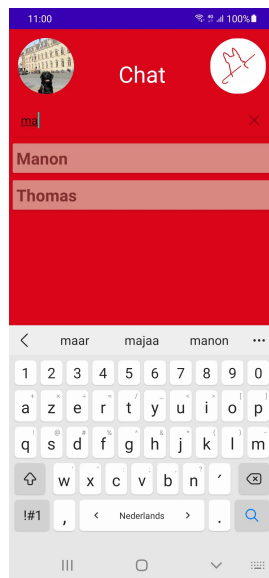 11:00 100%
Chat
ma
Manon
Thomas
maar majaa manon
1 2 3 4 5 6 7 8 9 0
a z e r t y u i o p
q s d f g h j k l m
w x c v b n ´
!#1 , < Nederlands > .